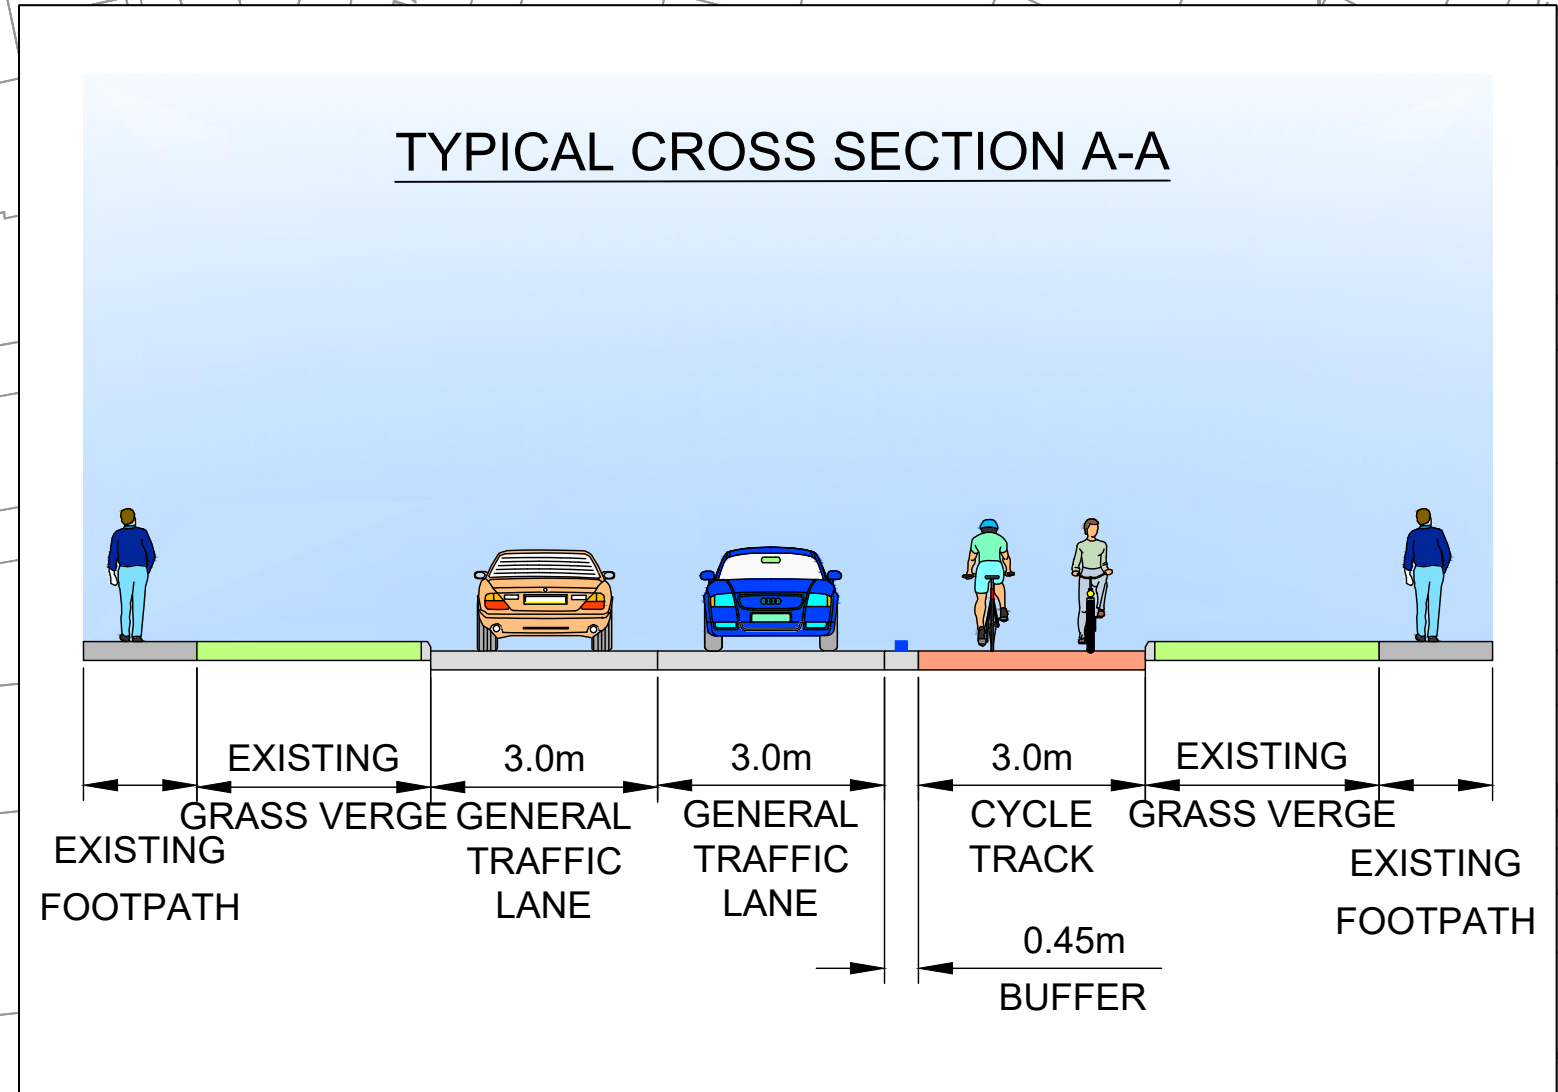 TYPICAL CROSS SECTION A-A
EXISTING
GRASS VERGE
EXISTING
FOOTPATH
3.0m
GENERAL
TRAFFIC
LANE
3.0m
GENERAL
TRAFFIC
LANE
3.0m
CYCLE
TRACK
EXISTING
GRASS VERGE
EXISTING
FOOTPATH
0.45m
BUFFER